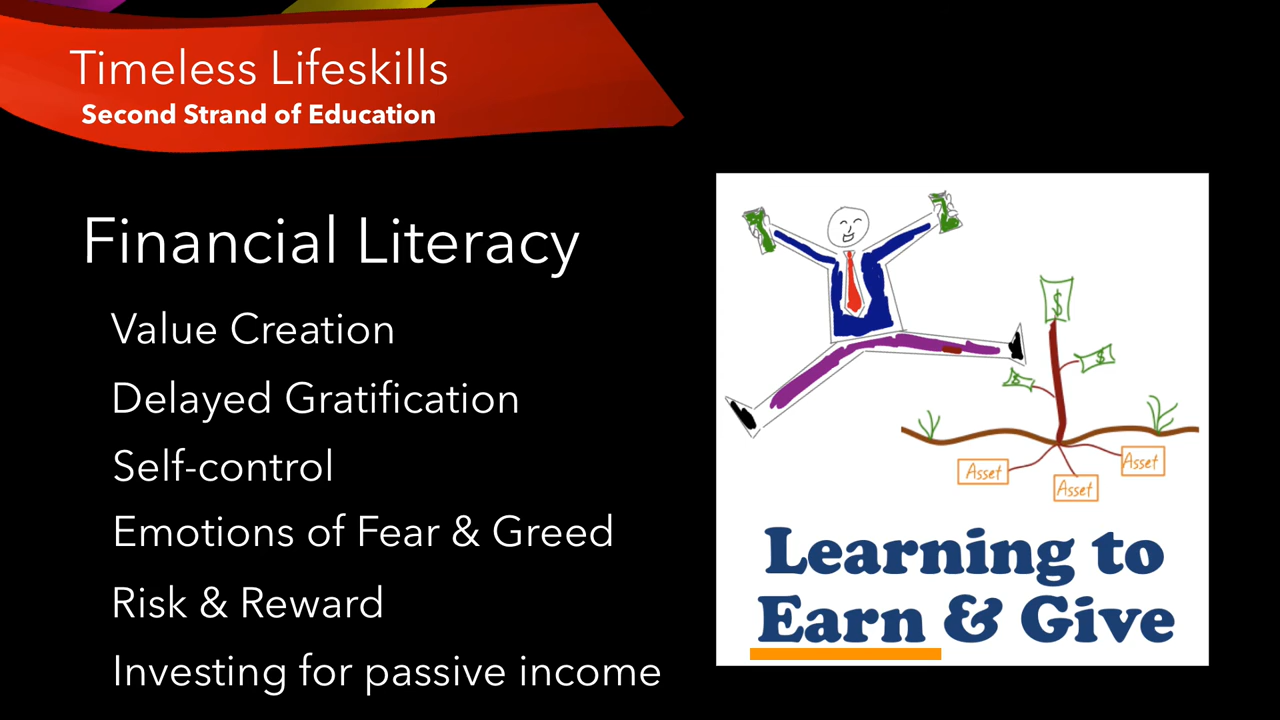 Timeless Lifeskills
Second Strand of Education
Financial Literacy
Value Creation
Delayed Gratification
Self-control
Emotions of Fear & Greed
Risk & Reward
Investing for passive income
$
$
$
Asset
Asset
Asset
Learning to
Earn & Give